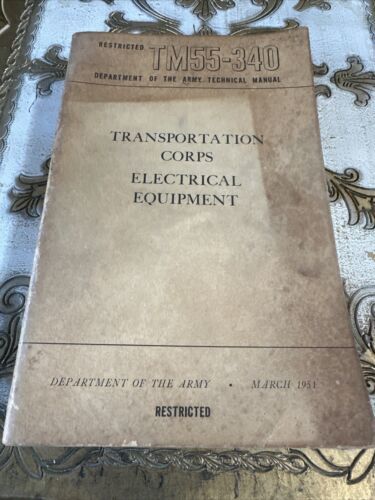 RESTRICTED TM55-340
DEPARTMENT OF THE ARMY TECHNICAL MANUAL
TRANSPORTATION
CORPS
ELECTRICAL
EQUIPMENT
DEPARTMENT OF THE ARMY • MARCH 1951
RESTRICTED